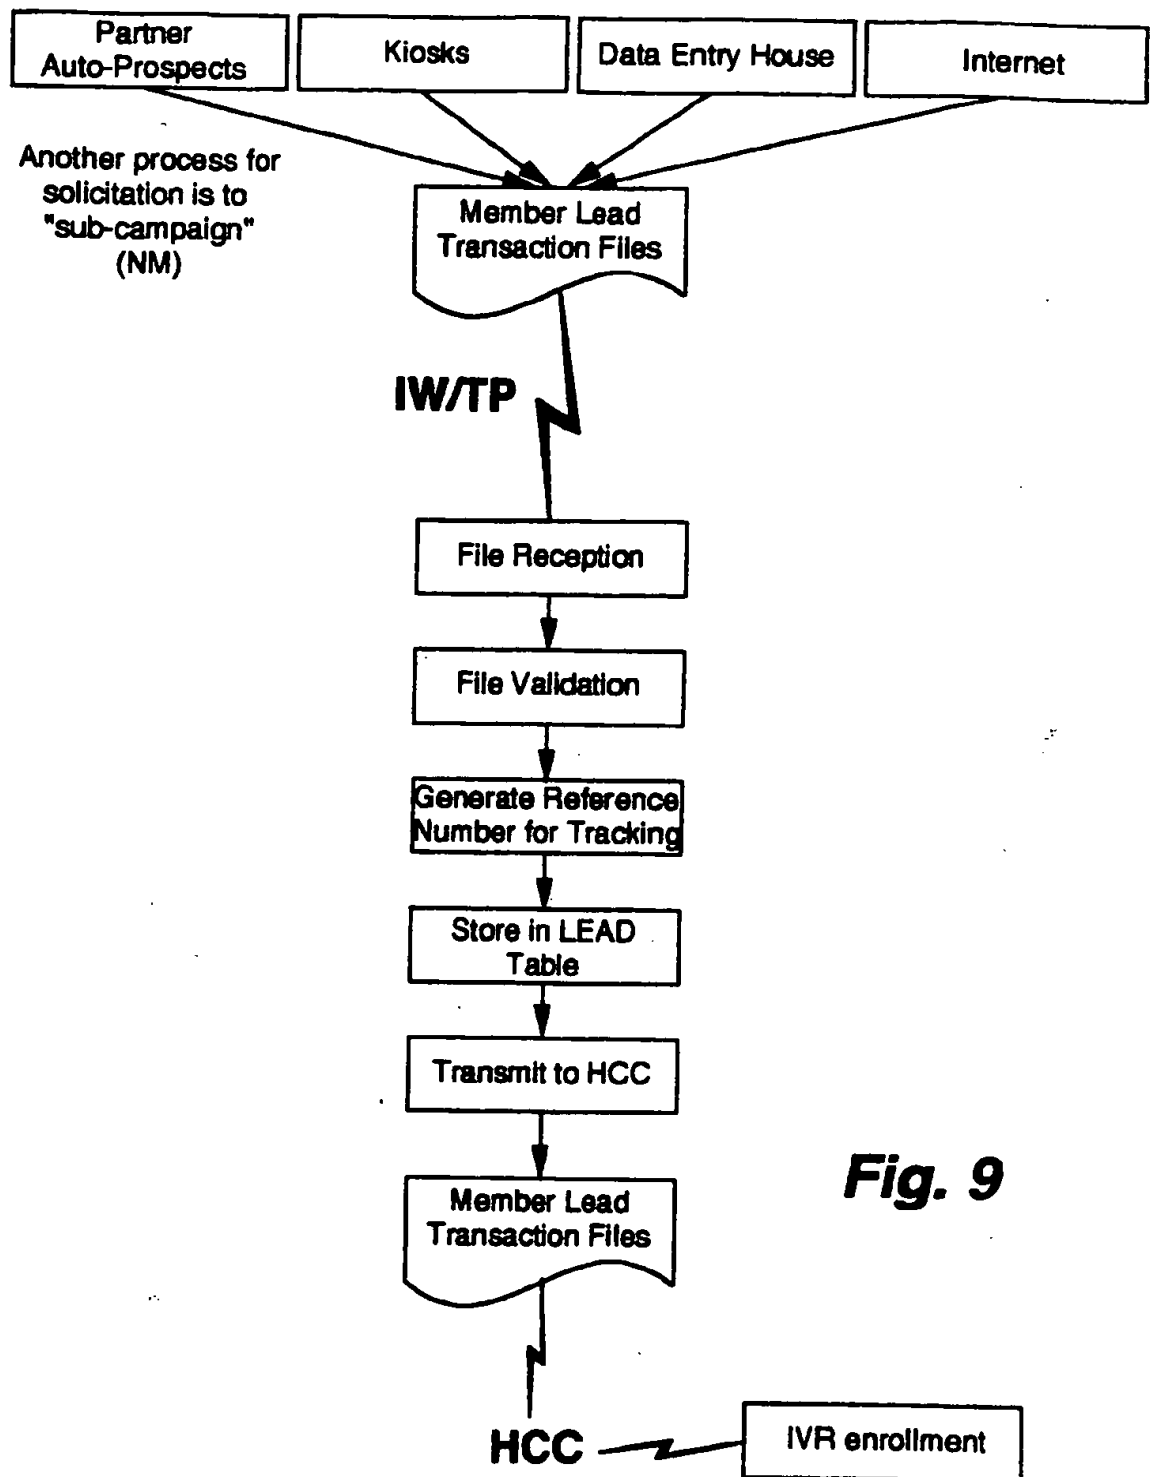 Partner
Auto-Prospects
Kiosks
Data Entry House
Internet
Another process for
solicitation is to
"sub-campaign"
(NM)
Member Lead
Transaction Files
IW/TP
File Reception
File Validation
Generate Reference
Number for Tracking
Store in LEAD
Table
Transmit to HCC
Member Lead
Transaction Files
Fig. 9
HCC
IVR enrollment